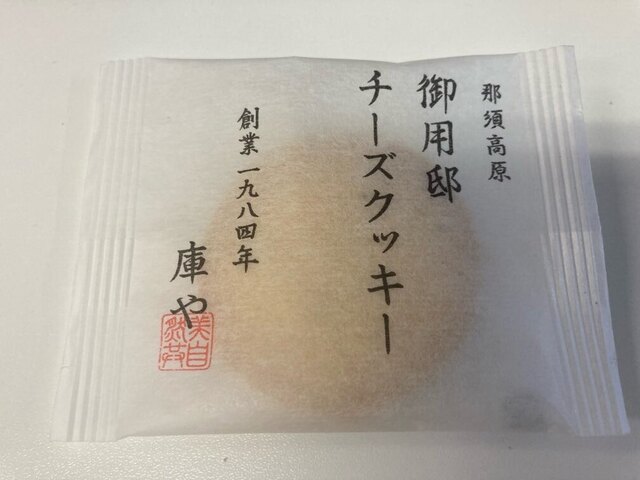 那須高原
御用邸
チーズクッキー
創業一九八四年
庫や